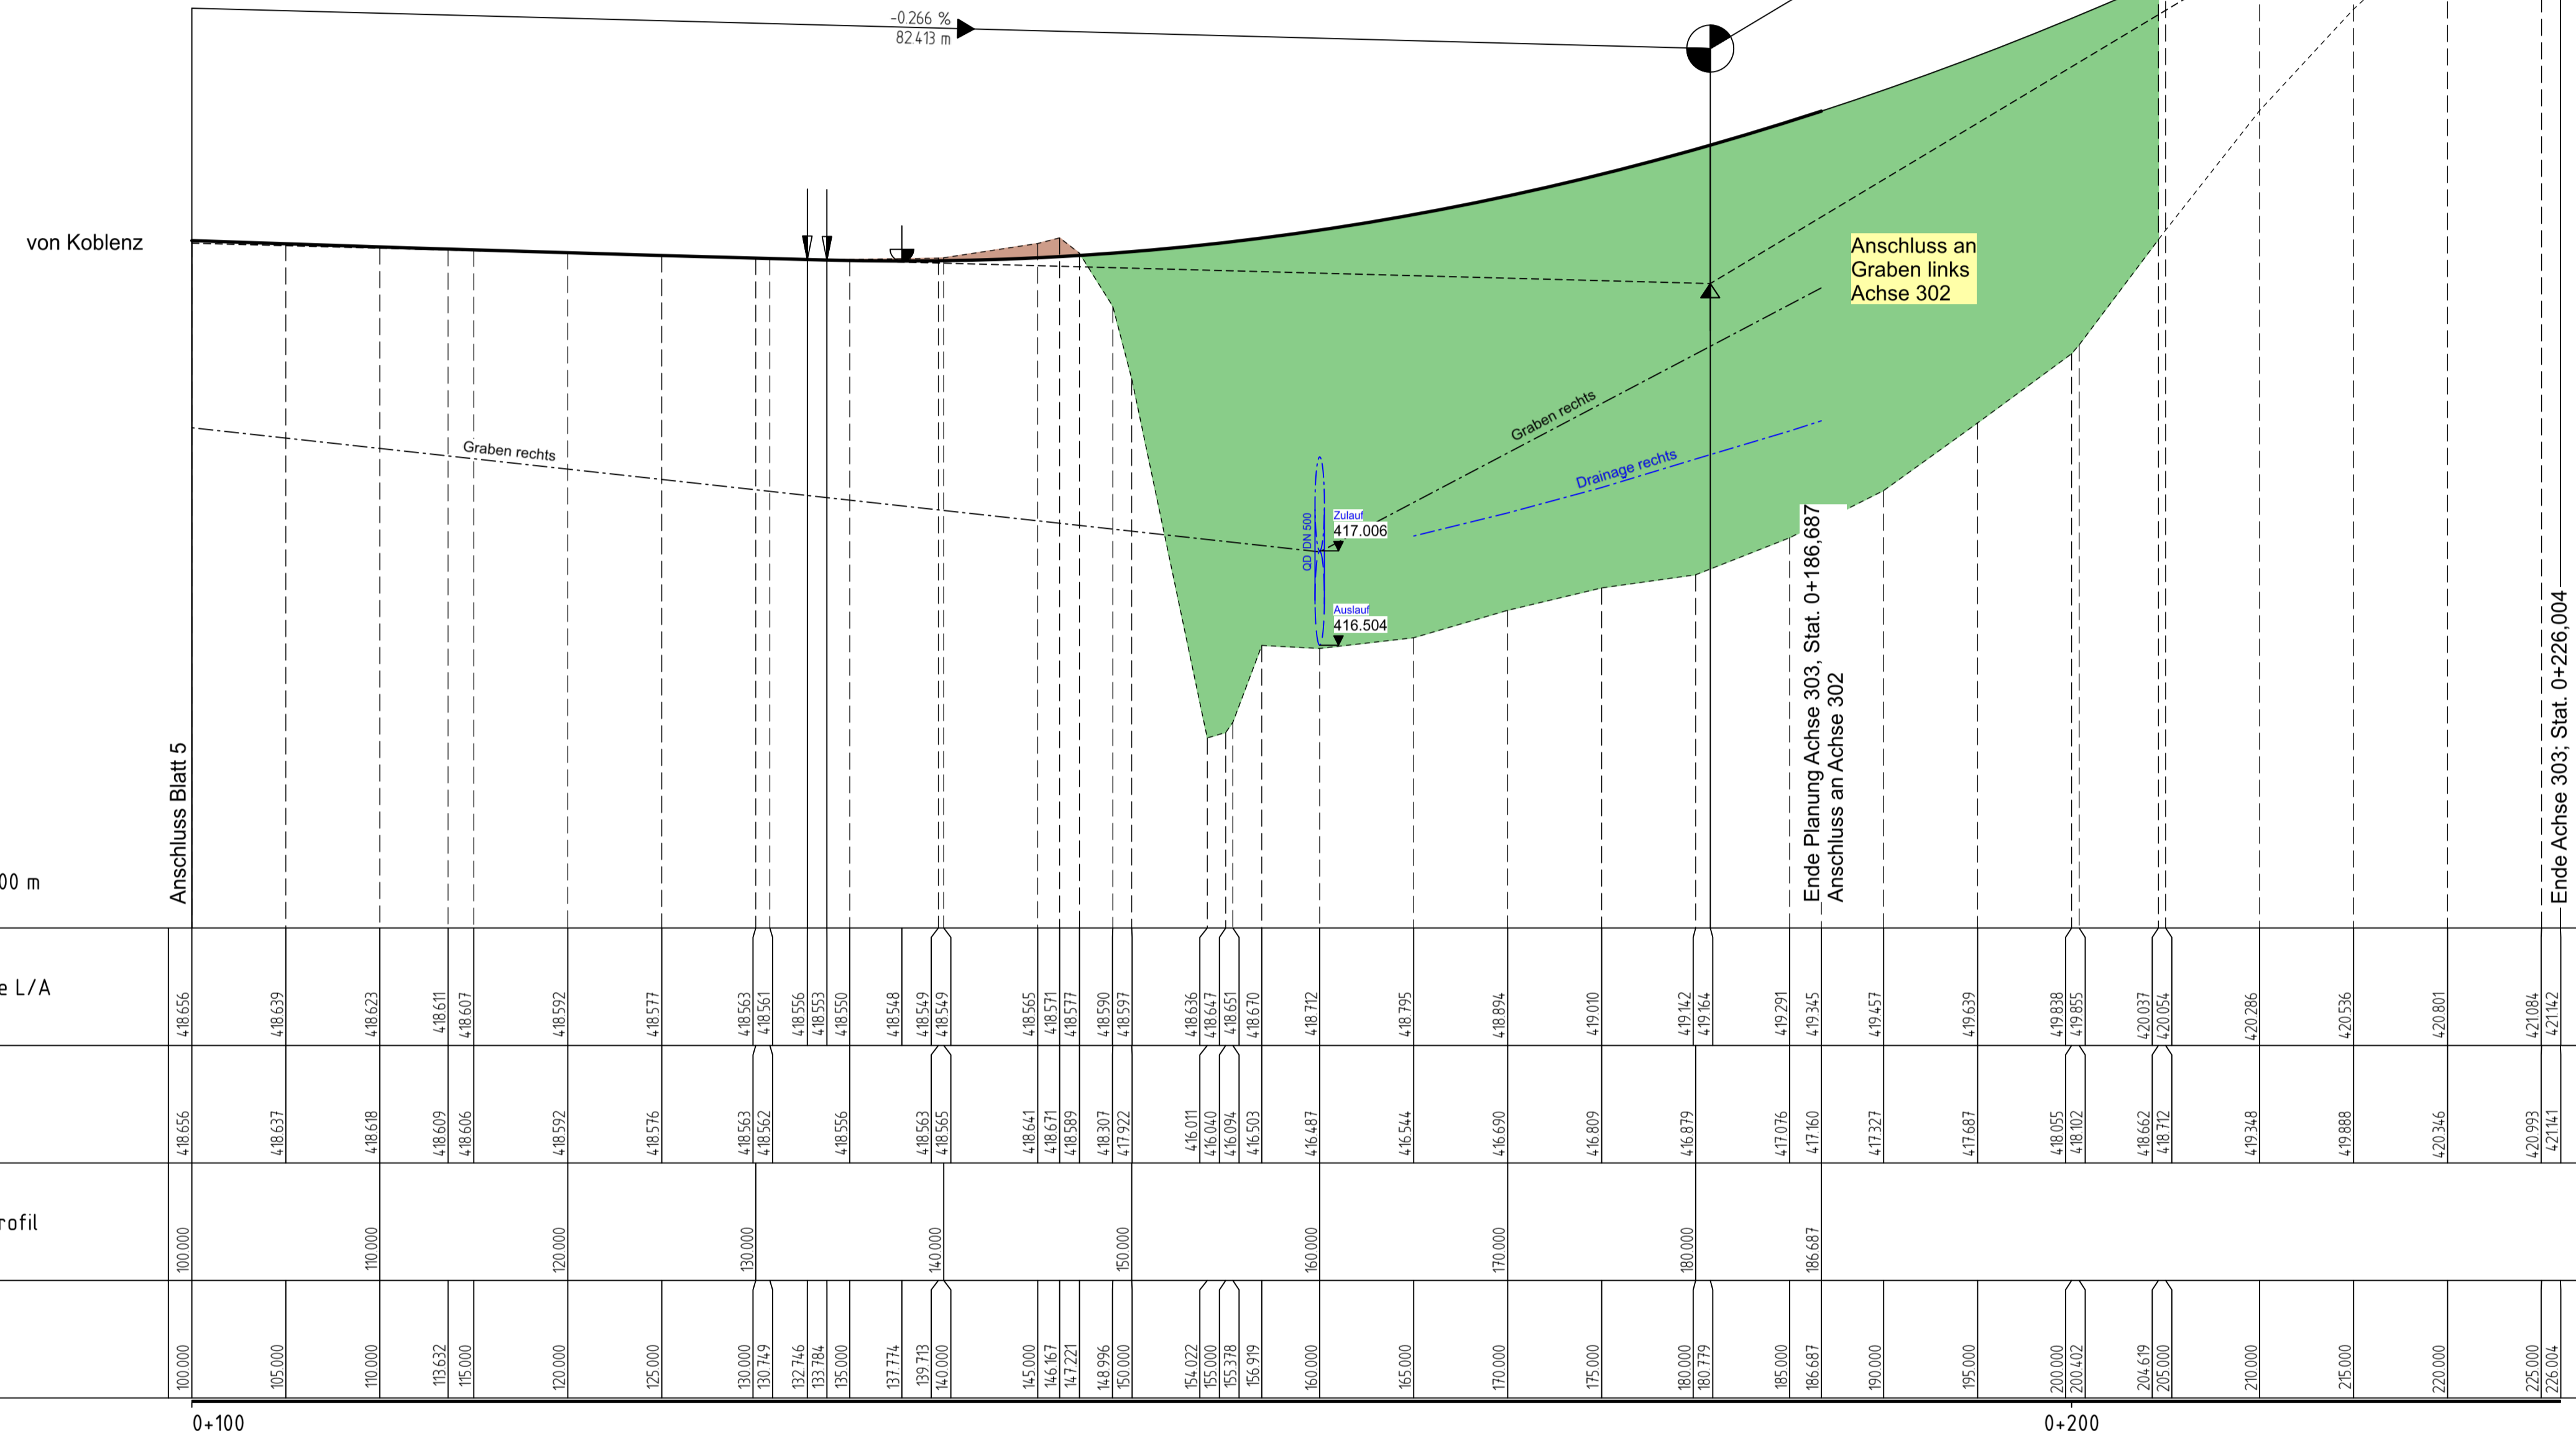 -0.266 %
82.413 m
von Koblenz
Anschluss an
Graben links
Achse 302
Graben rechts
Graben rechts
Drainage rechts
QD DN 500
Zulauf
417.006
Auslauf
416.504
Anschluss Blatt 5
Ende Planung Achse 303, Stat. 0+186,687
Anschluss an Achse 302
Ende Achse 303; Stat. 0+226,004
00 m
e L/A
418.656 418.639 418.623 418.611 418.607 418.592 418.577 418.563 418.561 418.556 418.553 418.550 418.548 418.549 418.549 418.565 418.571 418.577 418.590 418.597 418.636 418.647 418.651 418.670 418.712 418.795 418.894 419.010 419.142 419.164 419.291 419.345 419.457 419.639 419.838 419.855 420.037 420.054 420.286 420.536 420.801 421.084 421.142
418.656 418.637 418.618 418.609 418.606 418.592 418.576 418.563 418.562 418.556 418.563 418.565 418.641 418.671 418.589 418.307 417.922 416.011 416.040 416.094 416.503 416.487 416.544 416.690 416.809 416.879 417.076 417.160 417.327 417.687 418.055 418.102 418.662 418.712 419.348 419.888 420.346 420.993 421.141
rofil
100.000 110.000 120.000 130.000 140.000 150.000 160.000 170.000 180.000 186.687
100.000 105.000 110.000 113.632 115.000 120.000 125.000 130.000 130.749 132.746 133.784 135.000 137.774 139.713 140.000 145.000 146.167 147.221 148.996 150.000 154.022 155.000 155.378 156.919 160.000 165.000 170.000 175.000 180.000 180.779 185.000 186.687 190.000 195.000 200.000 200.402 204.619 205.000 210.000 215.000 220.000 225.000 226.004
0+100
0+200